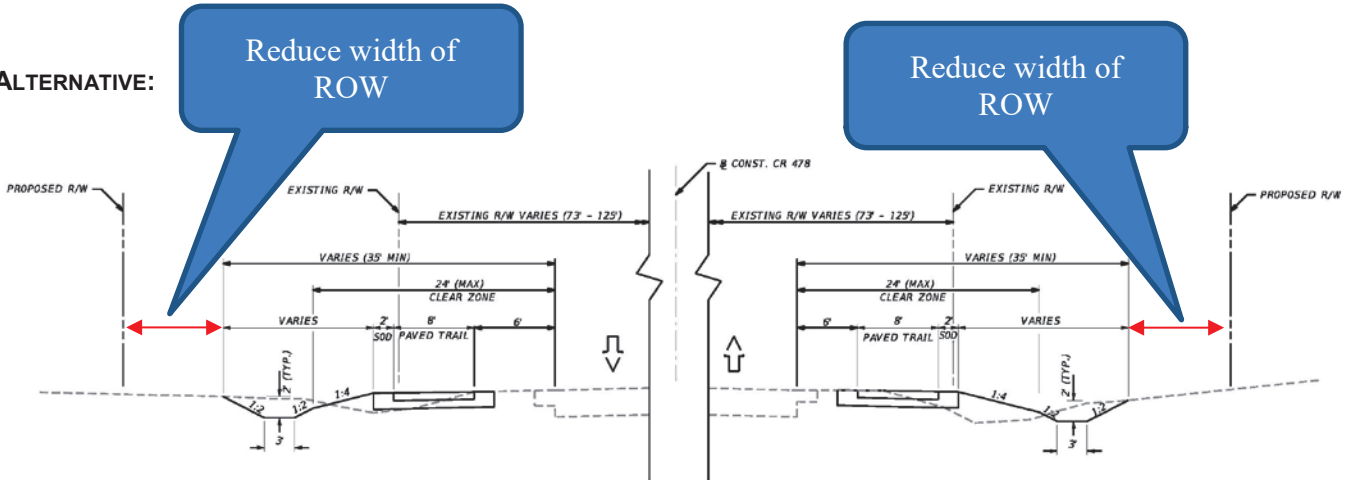 Reduce width of
ROW
Reduce width of
ROW
ALTERNATIVE:
℄ CONST. CR 478
PROPOSED R/W
EXISTING R/W
EXISTING R/W
PROPOSED R/W
EXISTING R/W VARIES (73' - 125')
EXISTING R/W VARIES (73' - 125')
VARIES (35' MIN)
VARIES (35' MIN)
24' (MAX)
CLEAR ZONE
24' (MAX)
CLEAR ZONE
VARIES
2'
SOD
8'
PAVED TRAIL
6'
6'
8'
PAVED TRAIL
2'
SOD
VARIES
2' (TYP.)
1:2
1:2
1:4
3'
1:4
1:2
2' (TYP.)
1:2
3'